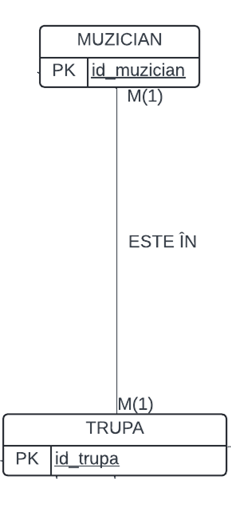 MUZICIAN
PK id_muzician
M(1)
ESTE ÎN
M(1)
TRUPA
PK id_trupa